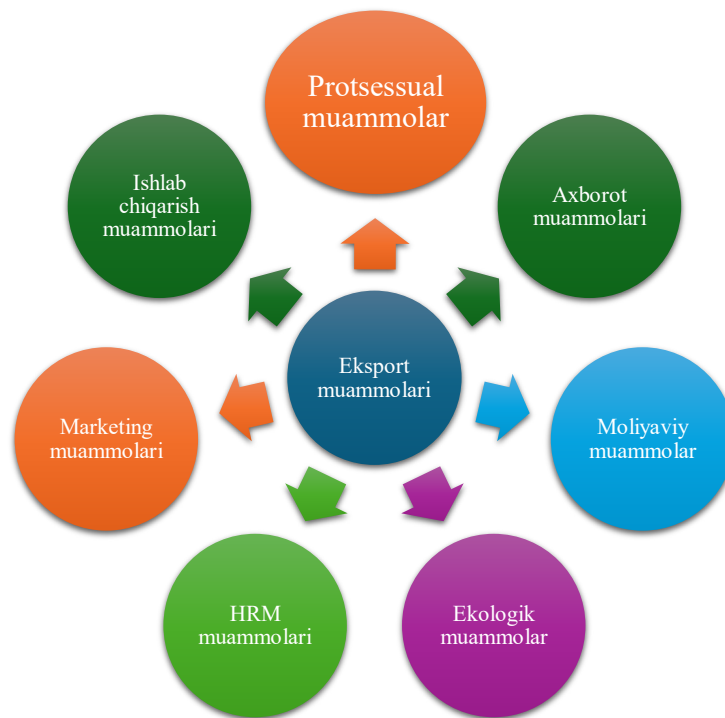 Protsessual
muammolar
Axborot
muammolari
Moliyaviy
muammolar
Ekologik
muammolar
HRM
muammolari
Marketing
muammolari
Ishlab
chiqarish
muammolari
Eksport
muammolari